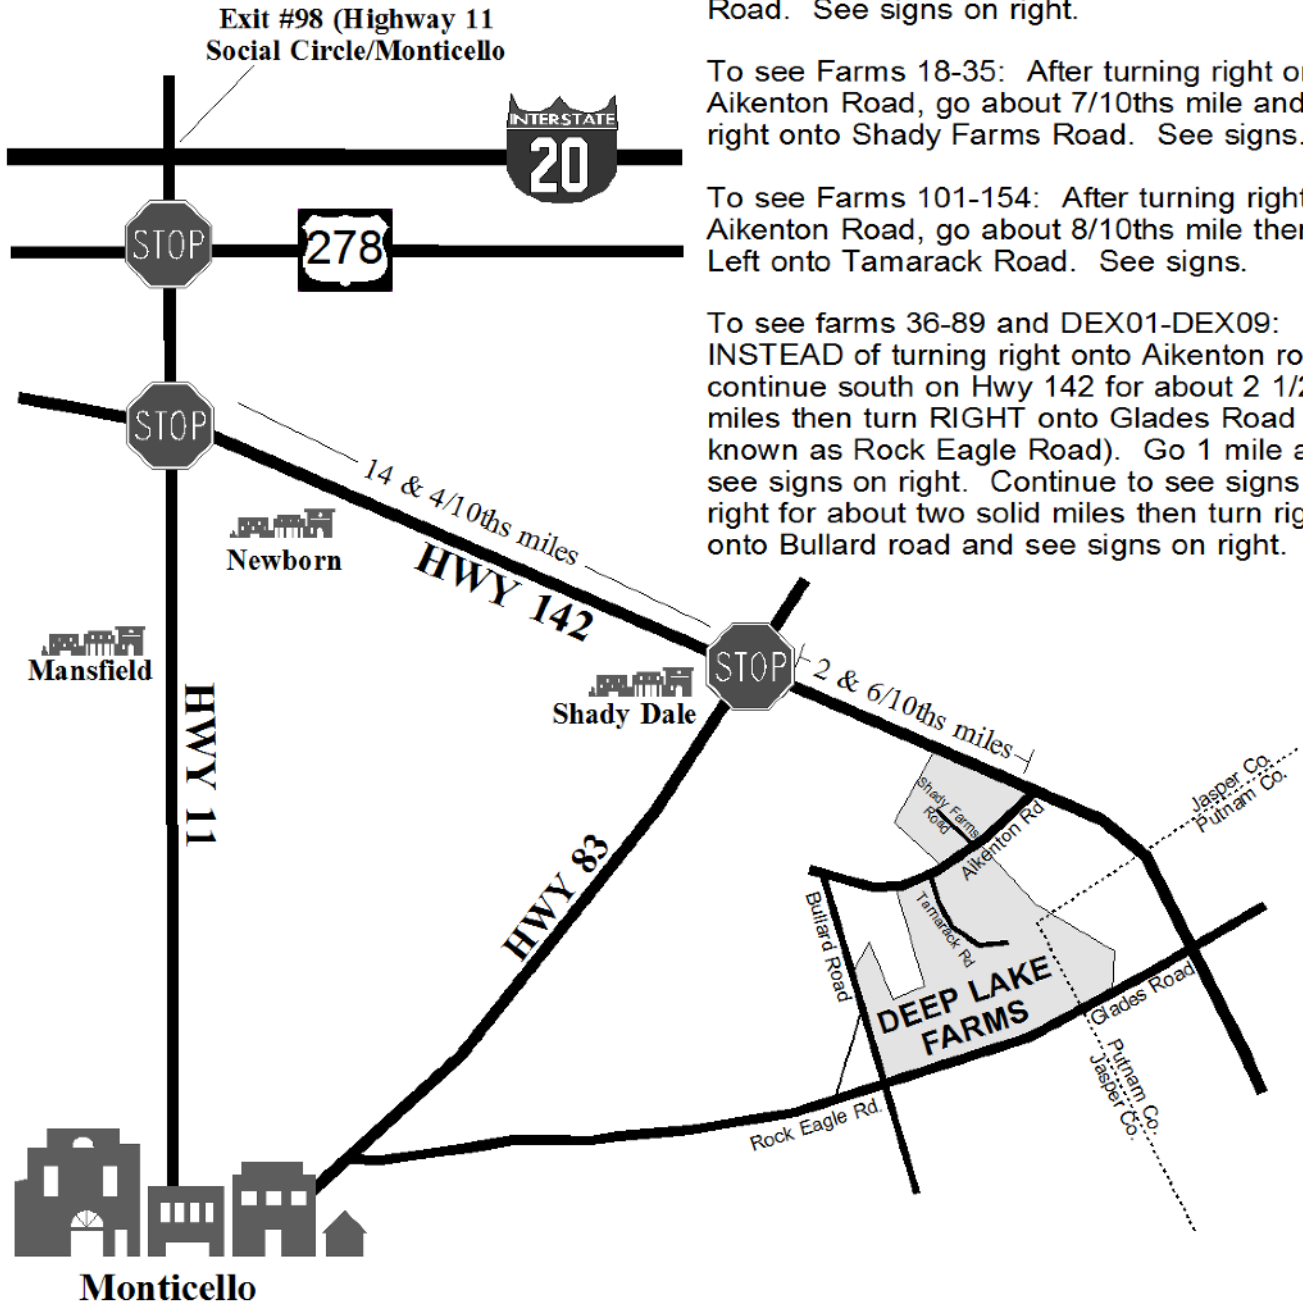 Exit #98 (Highway 11
Social Circle/Monticello
INTERSTATE
20
STOP
278
STOP
14 & 4/10ths miles
HWY 142
Newborn
Mansfield
HWY 11
STOP
Shady Dale
2 & 6/10ths miles
HWY 83
Shady Farms
Road
Aikenton Rd
Tamarack Rd
Bullard Road
DEEP LAKE
FARMS
Glades Road
Rock Eagle Rd.
Jasper Co.
Putnam Co.
Putnam Co.
Jasper Co.
Monticello
Road. See signs on right.
To see Farms 18-35: After turning right
Aikenton Road, go about 7/10ths mile and
right onto Shady Farms Road. See signs.
To see Farms 101-154: After turning right
Aikenton Road, go about 8/10ths mile
Left onto Tamarack Road. See signs.
To see farms 36-89 and DEX01-DEX09:
INSTEAD of turning right onto Aikenton
continue south on Hwy 142 for about 2
miles then turn RIGHT onto Glades Road
known as Rock Eagle Road). Go 1 mile
see signs on right. Continue to see signs
right for about two solid miles then turn
onto Bullard road and see signs on right.